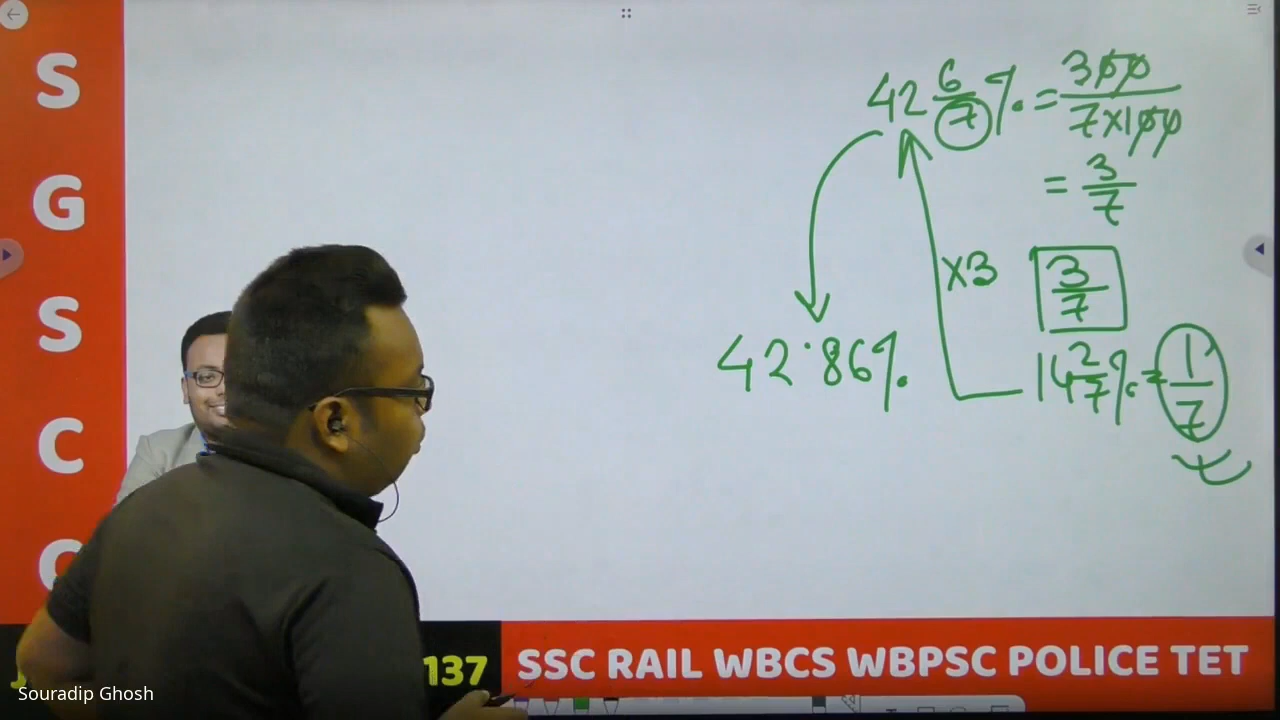 S
G
S
C
42 6/7 % = 300/7×100
= 3/7
×3
3/7
42.86%
14 2/7 % = 1/7
137
SSC RAIL WBCS WBPSC POLICE TET
Souradip Ghosh